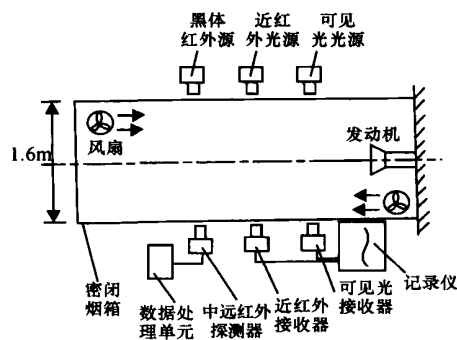 黑体
红外源
近红
外光源
可见
光光源
风扇
发动机
1.6m
密闭
烟箱
数据处
理单元
中远红外
探测器
近红外
接收器
可见光
接收器
记录仪